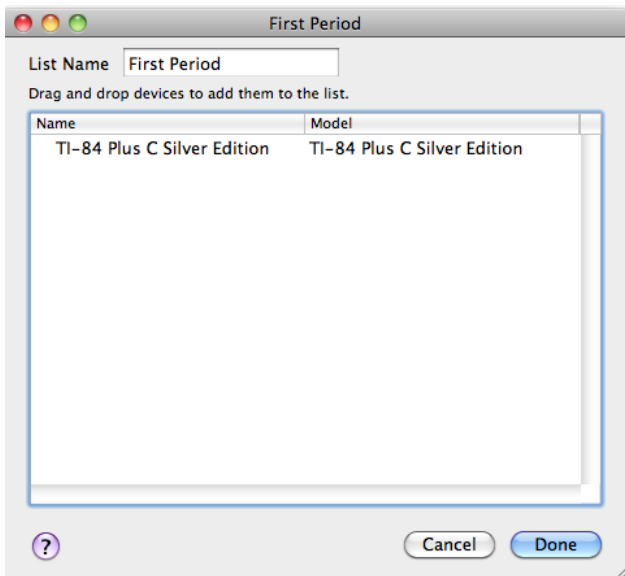 First Period
List Name First Period
Drag and drop devices to add them to the list.
Name Model
TI-84 Plus C Silver Edition TI-84 Plus C Silver Edition
? Cancel Done